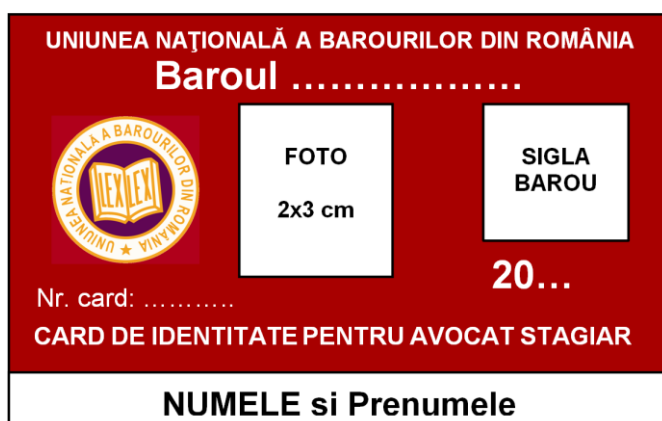 UNIUNEA NAŢIONALĂ A BAROURILOR DIN ROMÂNIA
Baroul ………………
UNIUNEA NAŢIONALĂ A BAROURILOR DIN ROMANIA
LEX LEX
FOTO
2x3 cm
SIGLA
BAROU
20…
Nr. card: ………..
CARD DE IDENTITATE PENTRU AVOCAT STAGIAR
NUMELE si Prenumele